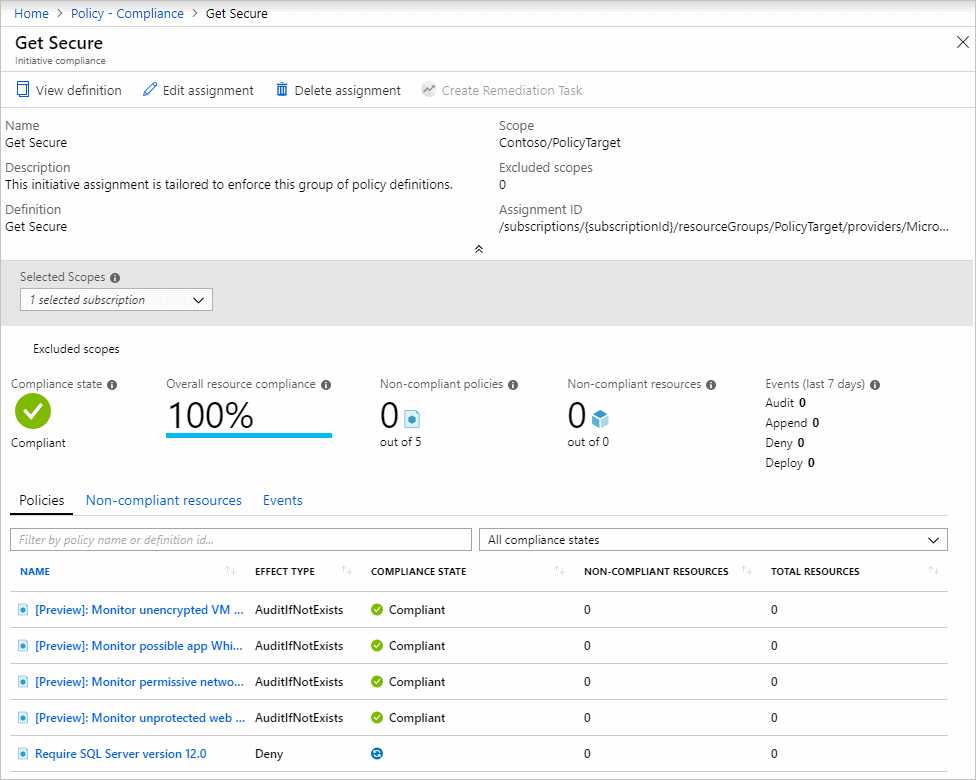 Home > Policy - Compliance > Get Secure
Get Secure
Initiative compliance
View definition Edit assignment Delete assignment Create Remediation Task
Name
Get Secure
Description
This initiative assignment is tailored to enforce this group of policy definitions.
Definition
Get Secure
Scope
Contoso/PolicyTarget
Excluded scopes
0
Assignment ID
/subscriptions/{subscriptionId}/resourceGroups/PolicyTarget/providers/Micro...
Selected Scopes
1 selected subscription
Excluded scopes
Compliance state
Compliant
Overall resource compliance
100%
Non-compliant policies
0
out of 5
Non-compliant resources
0
out of 0
Events (last 7 days)
Audit 0
Append 0
Deny 0
Deploy 0
Policies Non-compliant resources Events
Filter by policy name or definition id... All compliance states
NAME EFFECT TYPE COMPLIANCE STATE NON-COMPLIANT RESOURCES TOTAL RESOURCES
[Preview]: Monitor unencrypted VM ... AuditIfNotExists Compliant 0 0
[Preview]: Monitor possible app Whi... AuditIfNotExists Compliant 0 0
[Preview]: Monitor permissive netwo... AuditIfNotExists Compliant 0 0
[Preview]: Monitor unprotected web ... AuditIfNotExists Compliant 0 0
Require SQL Server version 12.0 Deny 0 0